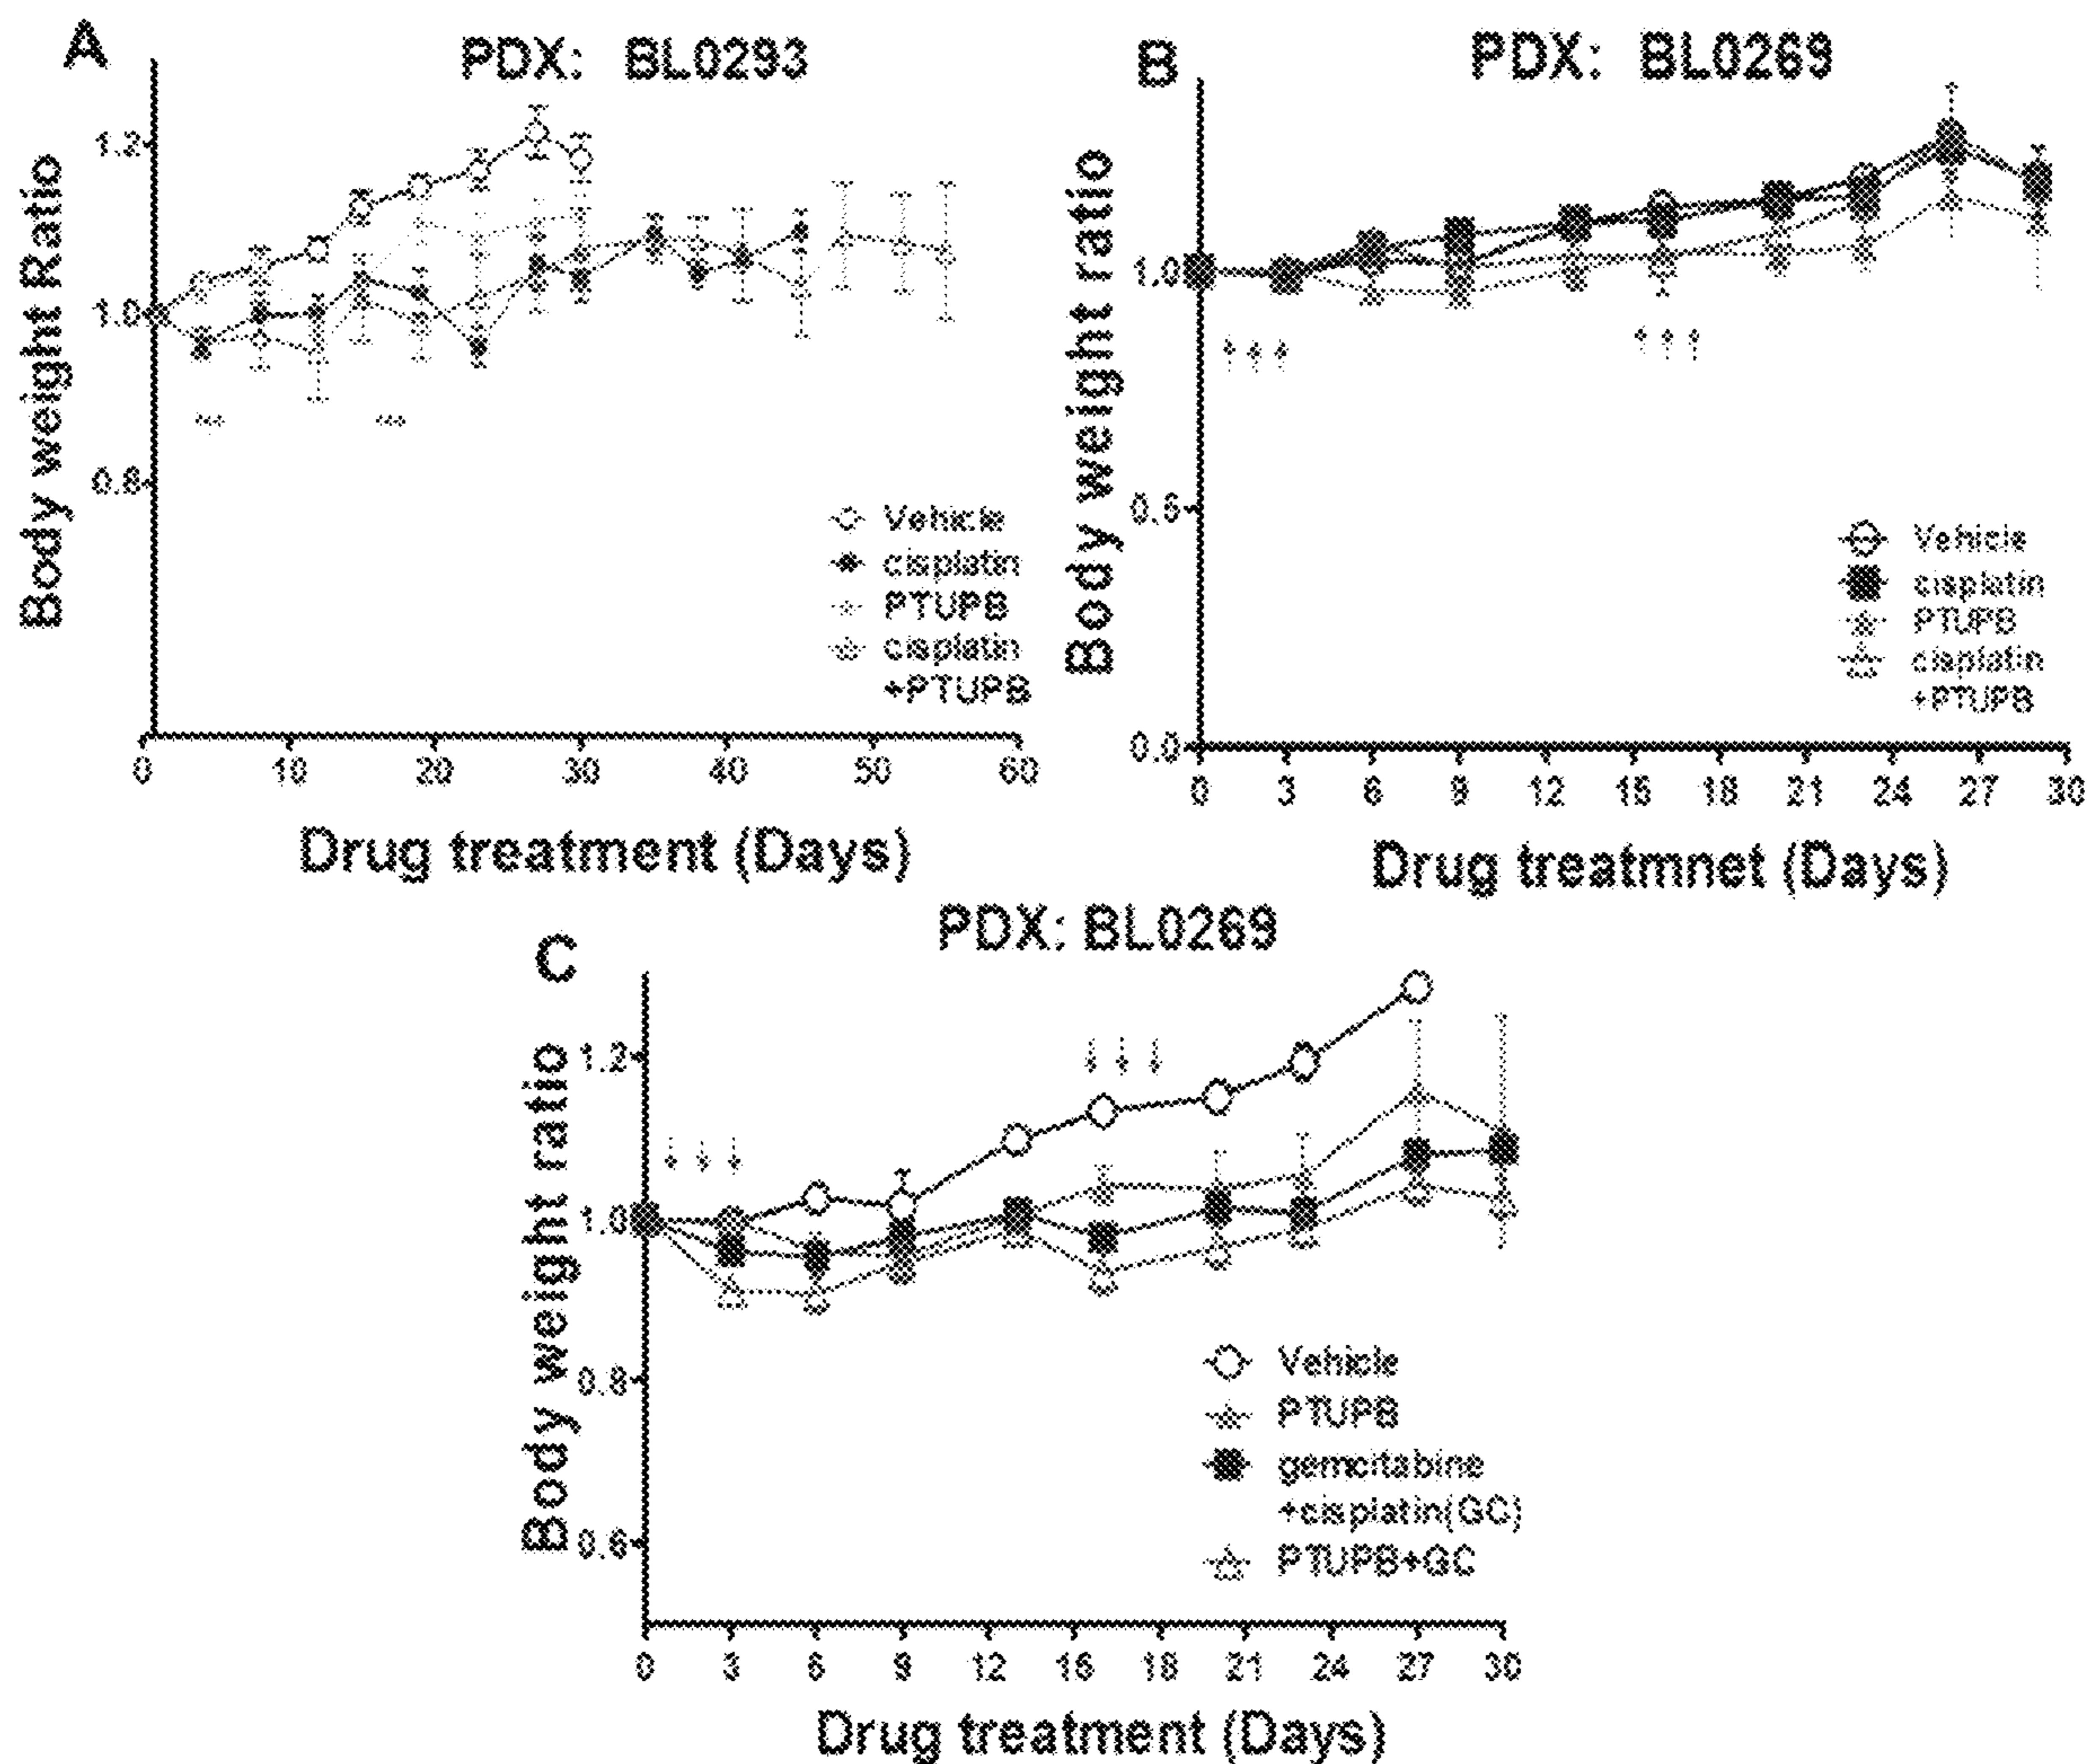 A
PDX: BL0293
Body weight Ratio
1.2
1.0
0.8
Vehicle
cisplatin
PTUPB
cisplatin
+PTUPB
0 10 20 30 40 50 60
Drug treatment (Days)
B
PDX: BL0269
Body weight ratio
1.0
0.5
0.0
Vehicle
cisplatin
PTUPB
cisplatin
+PTUPB
0 3 6 9 12 15 18 21 24 27 30
Drug treatmnet (Days)
C
PDX: BL0269
Body weight ratio
1.2
1.0
0.8
0.6
Vehicle
PTUPB
gemcitabine
+cisplatin(GC)
PTUPB+GC
0 3 6 9 12 15 18 21 24 27 30
Drug treatment (Days)